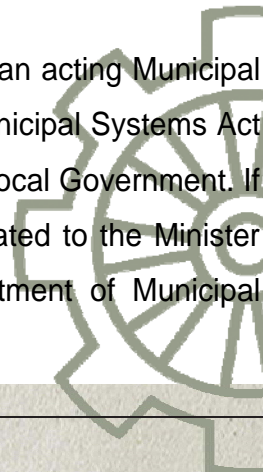 an acting Municipal
nicipal Systems Act
ocal Government. If
ated to the Minister
tment of Municipal